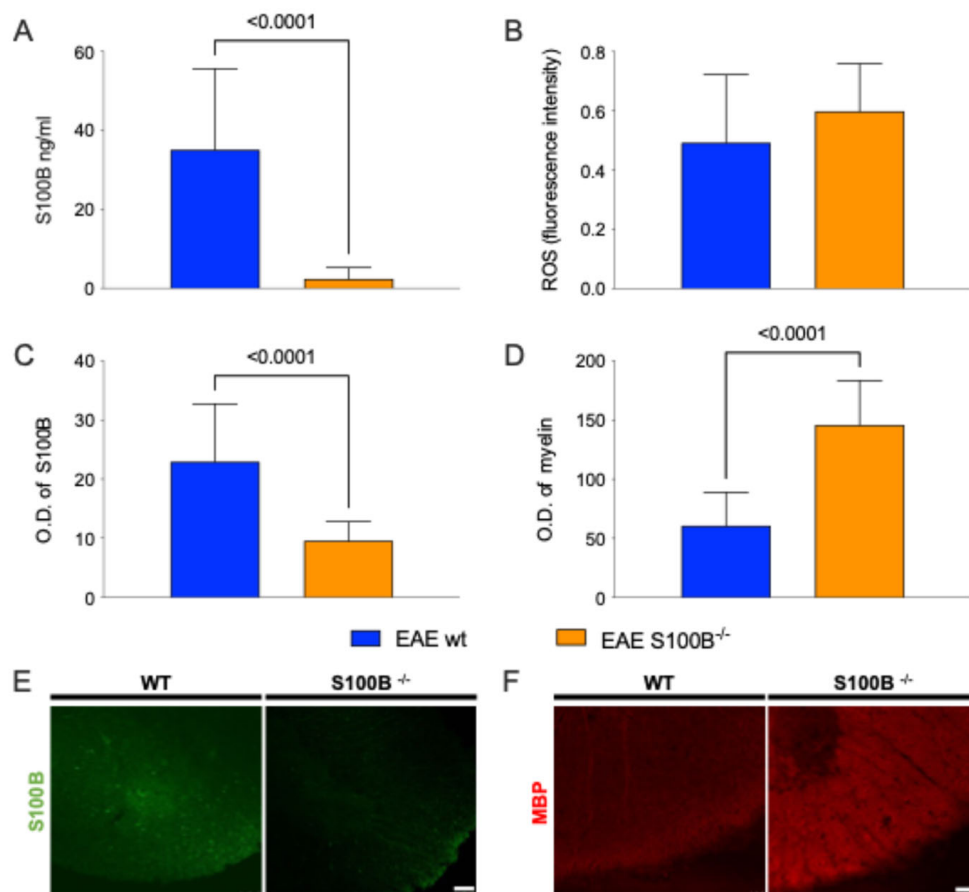 A
<0.0001
S100B ng/ml
60
40
20
0
B
ROS (fluorescence intensity)
0.8
0.6
0.4
0.2
0.0
C
<0.0001
O.D. of S100B
40
30
20
10
0
D
<0.0001
O.D. of myelin
200
150
100
50
0
EAE wt
EAE S100B-/-
E
WT
S100B -/-
S100B
F
WT
S100B -/-
MBP